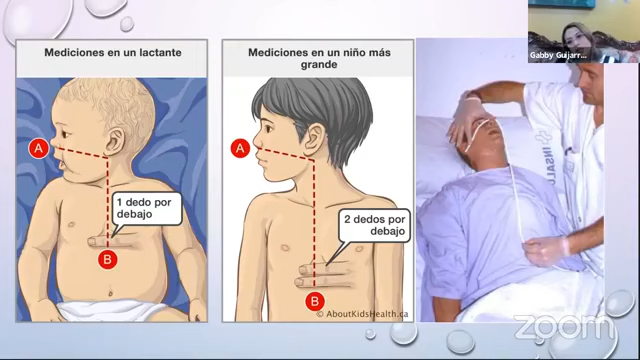 Gabby Guijarr...
Mediciones en un lactante
Mediciones en un niño más
grande
A
A
1 dedo por
debajo
2 dedos por
debajo
B
B
© AboutKidsHealth.ca
INSALU
zoom